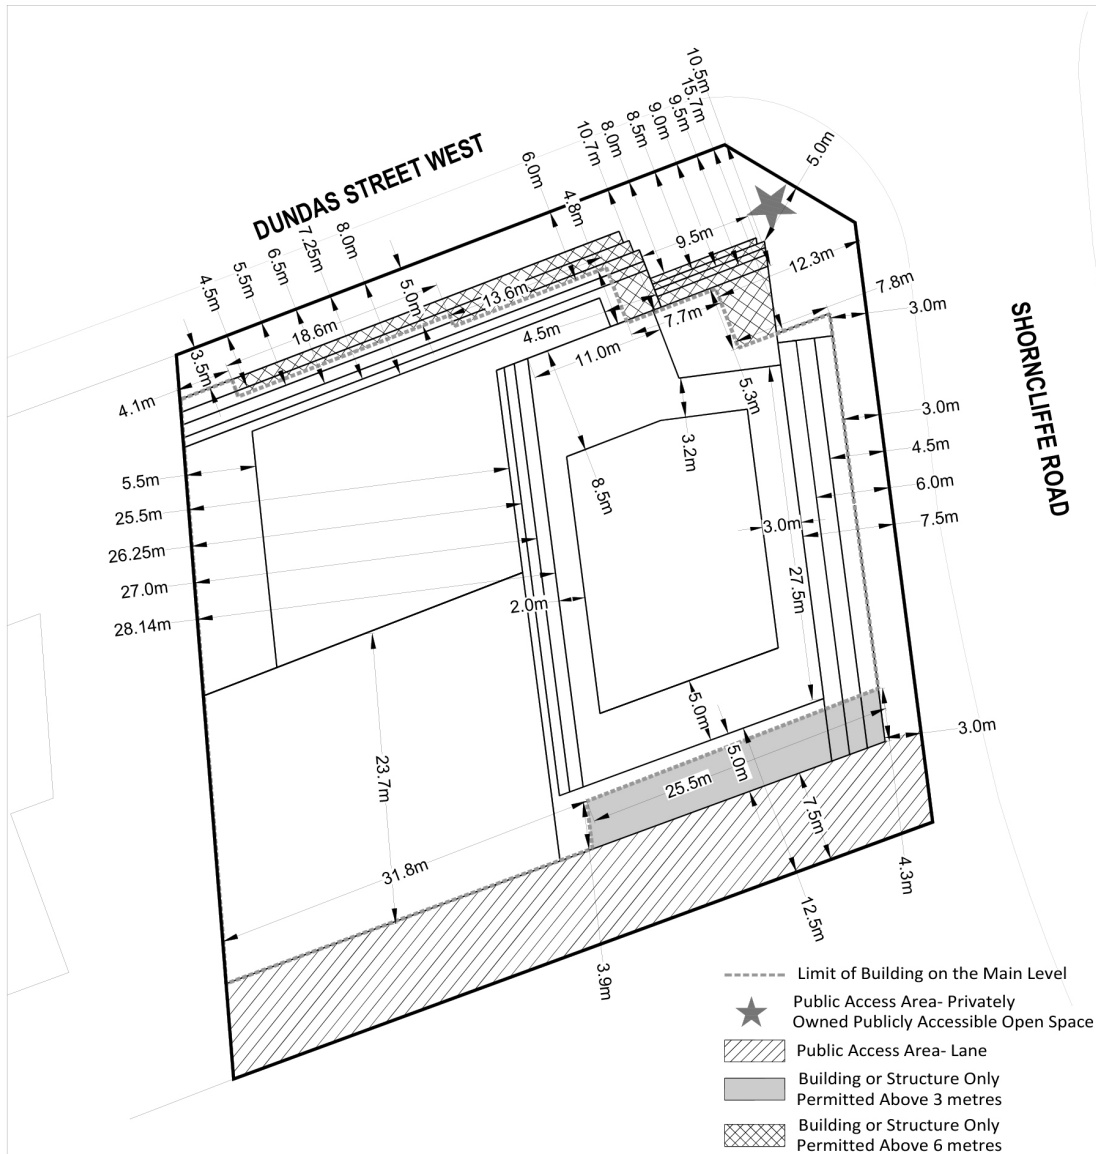 10.5m
15.7m
9.5m
9.0m
8.5m
8.0m
10.7m
5.0m
DUNDAS STREET WEST
6.0m
4.8m
8.0m
7.25m
6.5m
5.5m
4.5m
9.5m
12.3m
5.0m
13.6m
7.8m
3.0m
18.6m
7.7m
4.5m
11.0m
3.5m
4.1m
SHORNCLIFFE ROAD
5.3m
3.0m
3.2m
4.5m
5.5m
8.5m
6.0m
25.5m
3.0m
7.5m
26.25m
27.0m
27.5m
2.0m
28.14m
5.0m
3.0m
5.0m
23.7m
25.5m
7.5m
31.8m
4.3m
12.5m
3.9m
Limit of Building on the Main Level
Public Access Area- Privately
Owned Publicly Accessible Open Space
Public Access Area- Lane
Building or Structure Only
Permitted Above 3 metres
Building or Structure Only
Permitted Above 6 metres